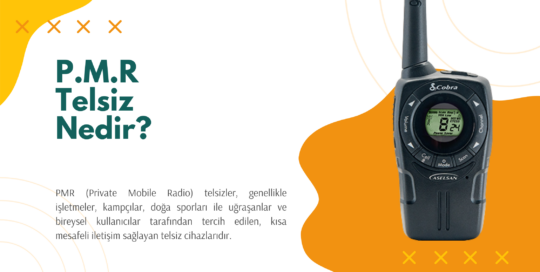 P.M.R
Telsiz
Nedir?
PMR (Private Mobile Radio) telsizler, genellikle
işletmeler, kampçılar, doğa sporları ile uğraşanlar ve
bireysel kullanıcılar tarafından tercih edilen, kısa
mesafeli iletişim sağlayan telsiz cihazlarıdır.
Cobra
8 24
Mode
ASELSAN